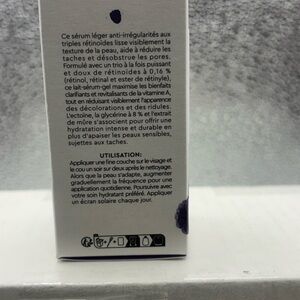 Ce sérum léger anti-irrégularités aux
triples rétinoïdes lisse visiblement la
texture de la peau, aide à réduire les
taches et désobstrue les pores.
Formulé avec un trio à la fois puissant
et doux de rétinoïdes à 0,16 %
(rétinol, rétinal et ester de rétinyle),
ce lait-sérum-gel maximise les bienfaits
clarifiants et revitalisants de la vitamine A,
tout en réduisant visiblement l'apparence
des décolorations et des ridules.
L'ectoïne, la glycérine à 8 % et l'extrait
de mûre s'associent pour offrir une
hydratation intense et durable en
plus d'apaiser les peaux sensibles,
sujettes aux taches.
UTILISATION:
Appliquer une fine couche sur le visage et
le cou un soir sur deux après le nettoyage.
Alors que la peau s'adapte, augmenter
graduellement la fréquence pour une
application quotidienne. Poursuivre avec
votre soin hydratant préféré. Appliquer
un écran solaire chaque jour.